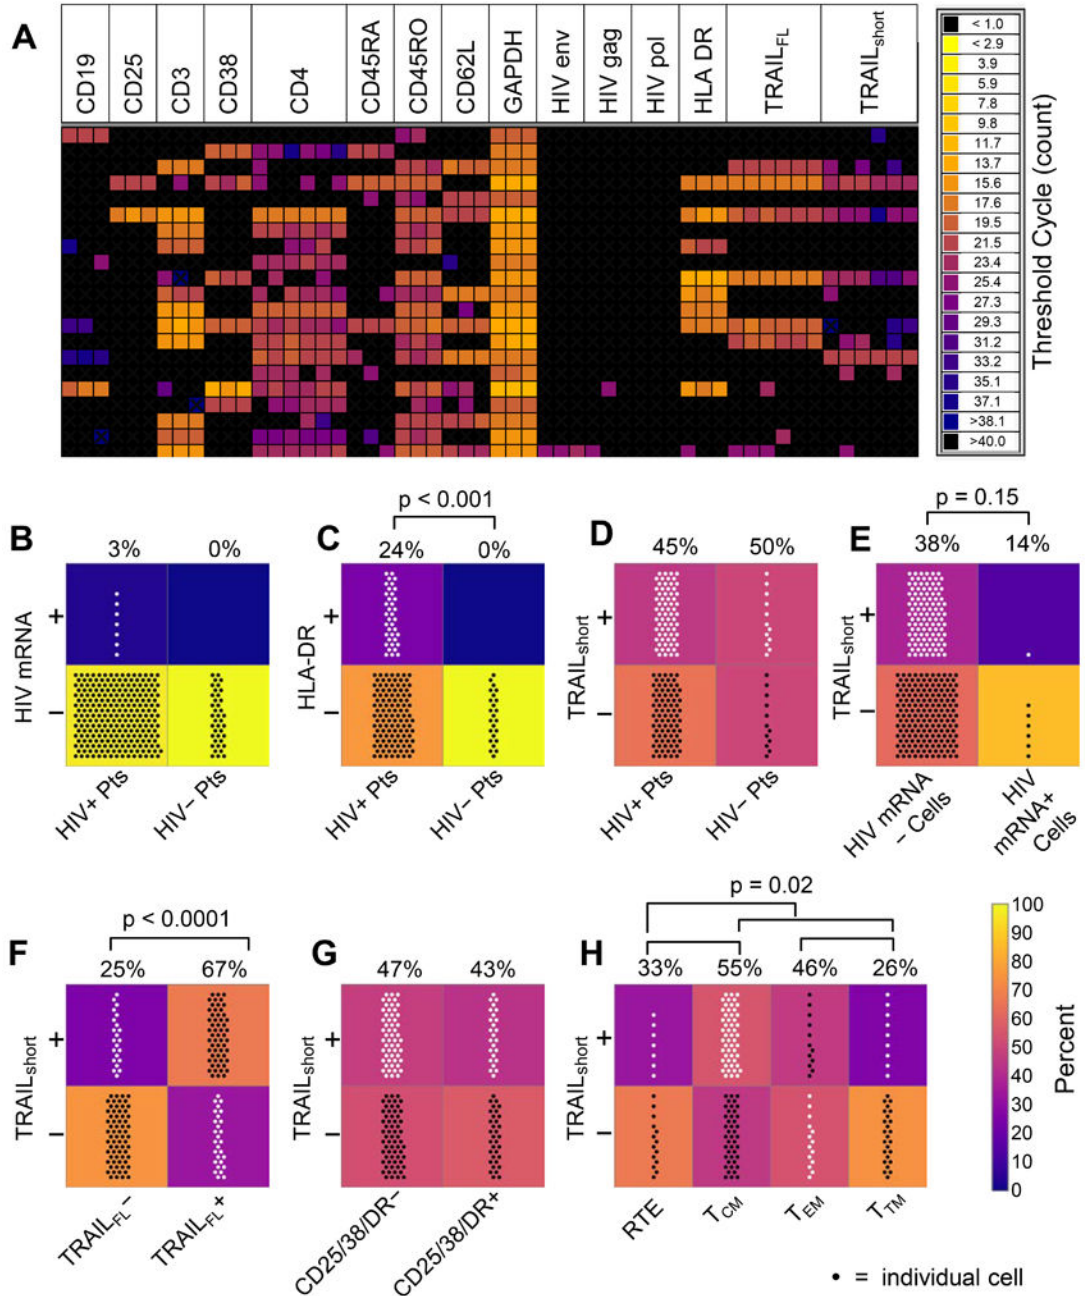 A
CD19 CD25 CD3 CD38 CD4 CD45RA CD45RO CD62L GAPDH HIV env HIV gag HIV pol HLA DR TRAILFL TRAILshort
< 1.0
< 2.9
3.9
5.9
7.8
9.8
11.7
13.7
15.6
17.6
19.5
21.5
23.4
25.4
27.3
29.3
31.2
33.2
35.1
37.1
>38.1
>40.0
Threshold Cycle (count)
B
3% 0%
HIV mRNA
+
−
HIV+ Pts HIV− Pts
C
p < 0.001
24% 0%
HLA-DR
+
−
HIV+ Pts HIV− Pts
D
45% 50%
TRAILshort
+
−
HIV+ Pts HIV− Pts
E
p = 0.15
38% 14%
TRAILshort
+
−
HIV mRNA
− Cells
HIV
mRNA+
Cells
F
p < 0.0001
25% 67%
TRAILshort
+
−
TRAILFL− TRAILFL+
G
47% 43%
TRAILshort
+
−
CD25/38/DR− CD25/38/DR+
H
p = 0.02
33% 55% 46% 26%
TRAILshort
+
−
RTE TCM TEM TTM
100
90
80
70
60
50
40
30
20
10
0
Percent
• = individual cell